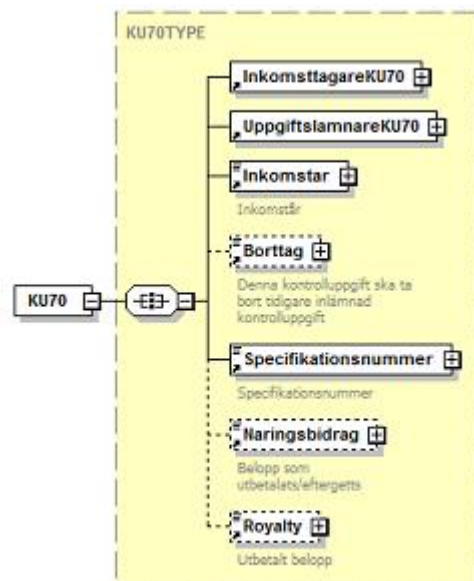 KU70TYPE
InkomsttagareKU70
UppgiftslamnareKU70
Inkomstar
Inkomstår
Borttag
Denna kontrolluppgift ska ta
bort tidigare inlämnad
kontrolluppgift
KU70
Specifikationsnummer
Specifikationsnummer
Naringsbidrag
Belopp som
utbetalats/eftergetts
Royalty
Utbetalt belopp